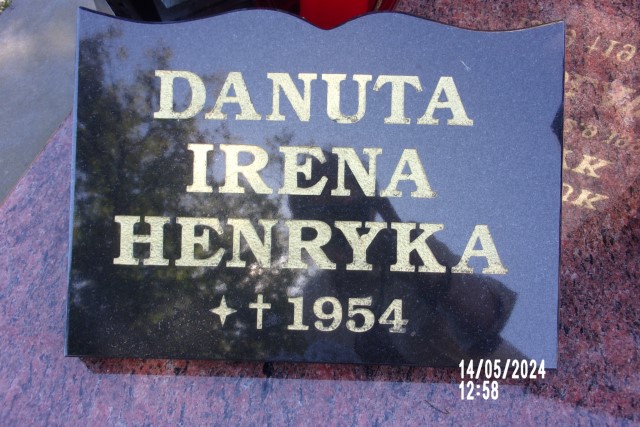 DANUTA
IRENA
HENRYKA
✦ † 1954
14/05/2024
12:58